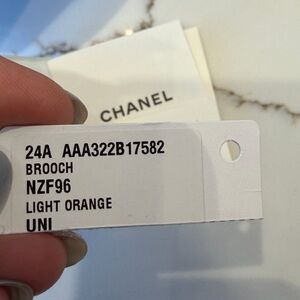 CHANEL
24A AAA322B17582
BROOCH
NZF96
LIGHT ORANGE
UNI